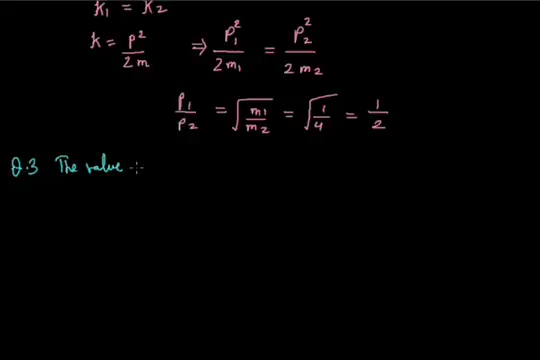 K₁ = K₂
K = P²/2m ⇒ P₁²/2m₁ = P₂²/2m₂
P₁/P₂ = √(m₁/m₂) = √(1/4) = 1/2
Q.3 The value